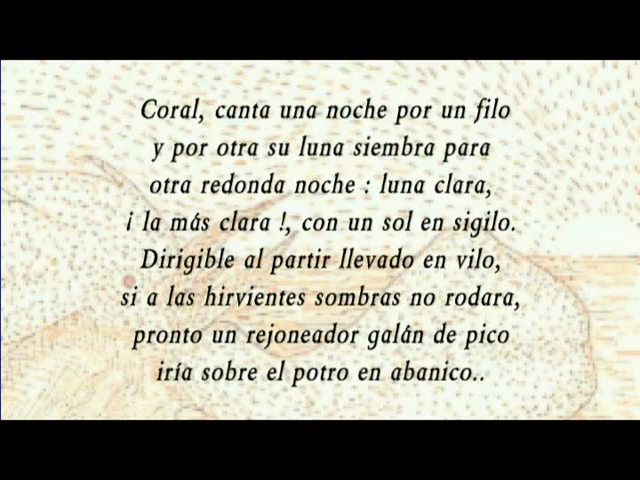 Coral, canta una noche por un filo
y por otra su luna siembra para
otra redonda noche : luna clara,
¡ la más clara !, con un sol en sigilo.
Dirigible al partir llevado en vilo,
si a las hirvientes sombras no rodara,
pronto un rejoneador galán de pico
iría sobre el potro en abanico..